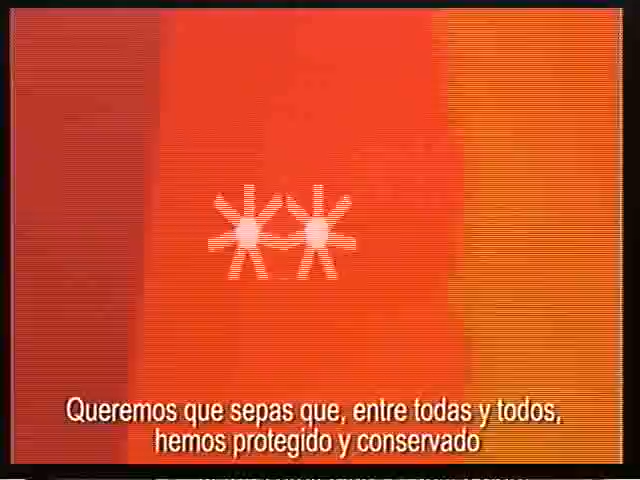 Queremos que sepas que, entre todas y todos,
hemos protegido y conservado